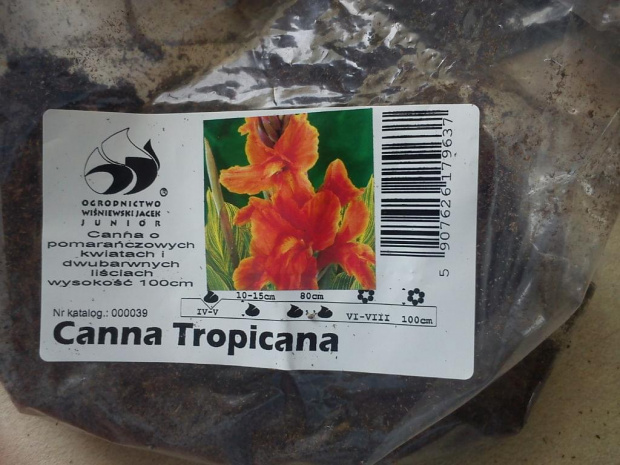 OGRODNICTWO
WIŚNIEWSKI JACEK
JUNIOR
®
Canna o
pomarańczowych
kwiatach i
dwubarwnych
liściach
wysokość 100cm
Nr katalog.: 000039
10-15cm 80cm
IV-V VI-VIII 100cm
Canna Tropicana
5 907626 179637